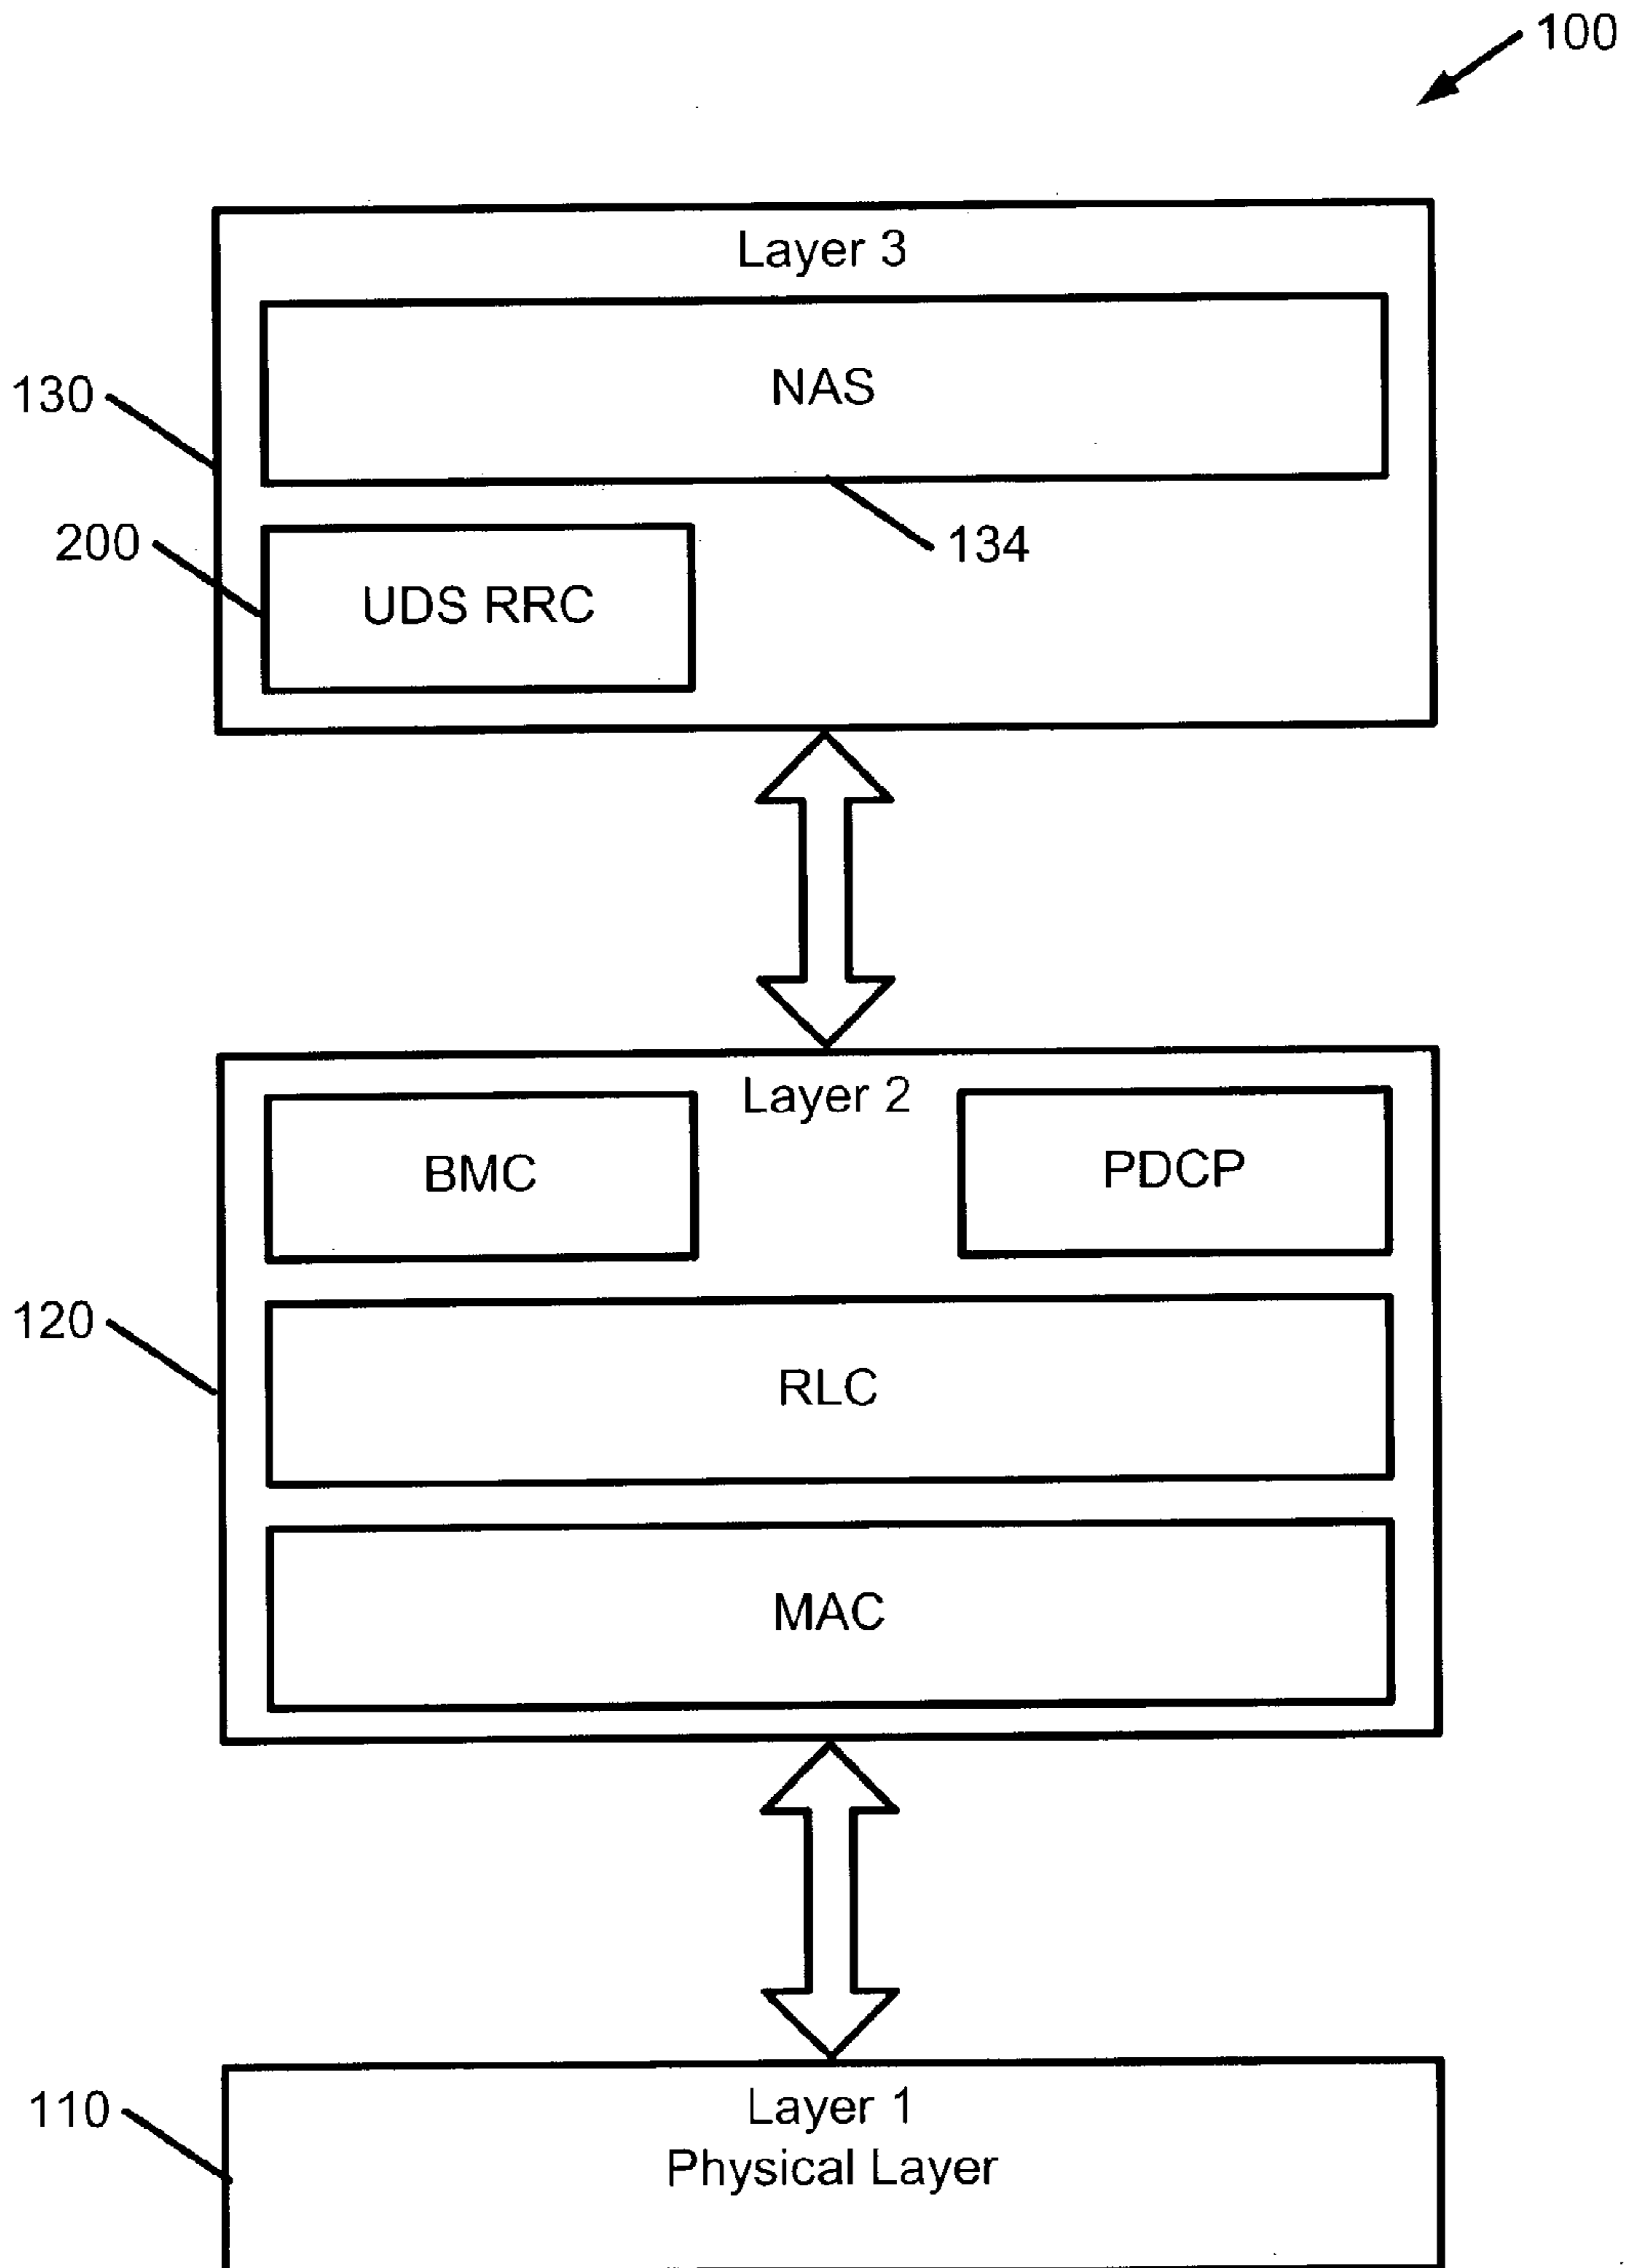 100
Layer 3
NAS
130
134
200
UDS RRC
Layer 2
BMC
PDCP
120
RLC
MAC
110
Layer 1
Physical Layer